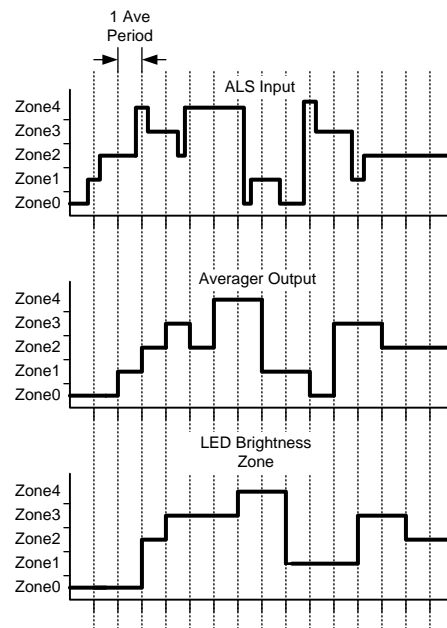 1 Ave
Period
ALS Input
Zone4
Zone3
Zone2
Zone1
Zone0
Averager Output
Zone4
Zone3
Zone2
Zone1
Zone0
LED Brightness
Zone
Zone4
Zone3
Zone2
Zone1
Zone0